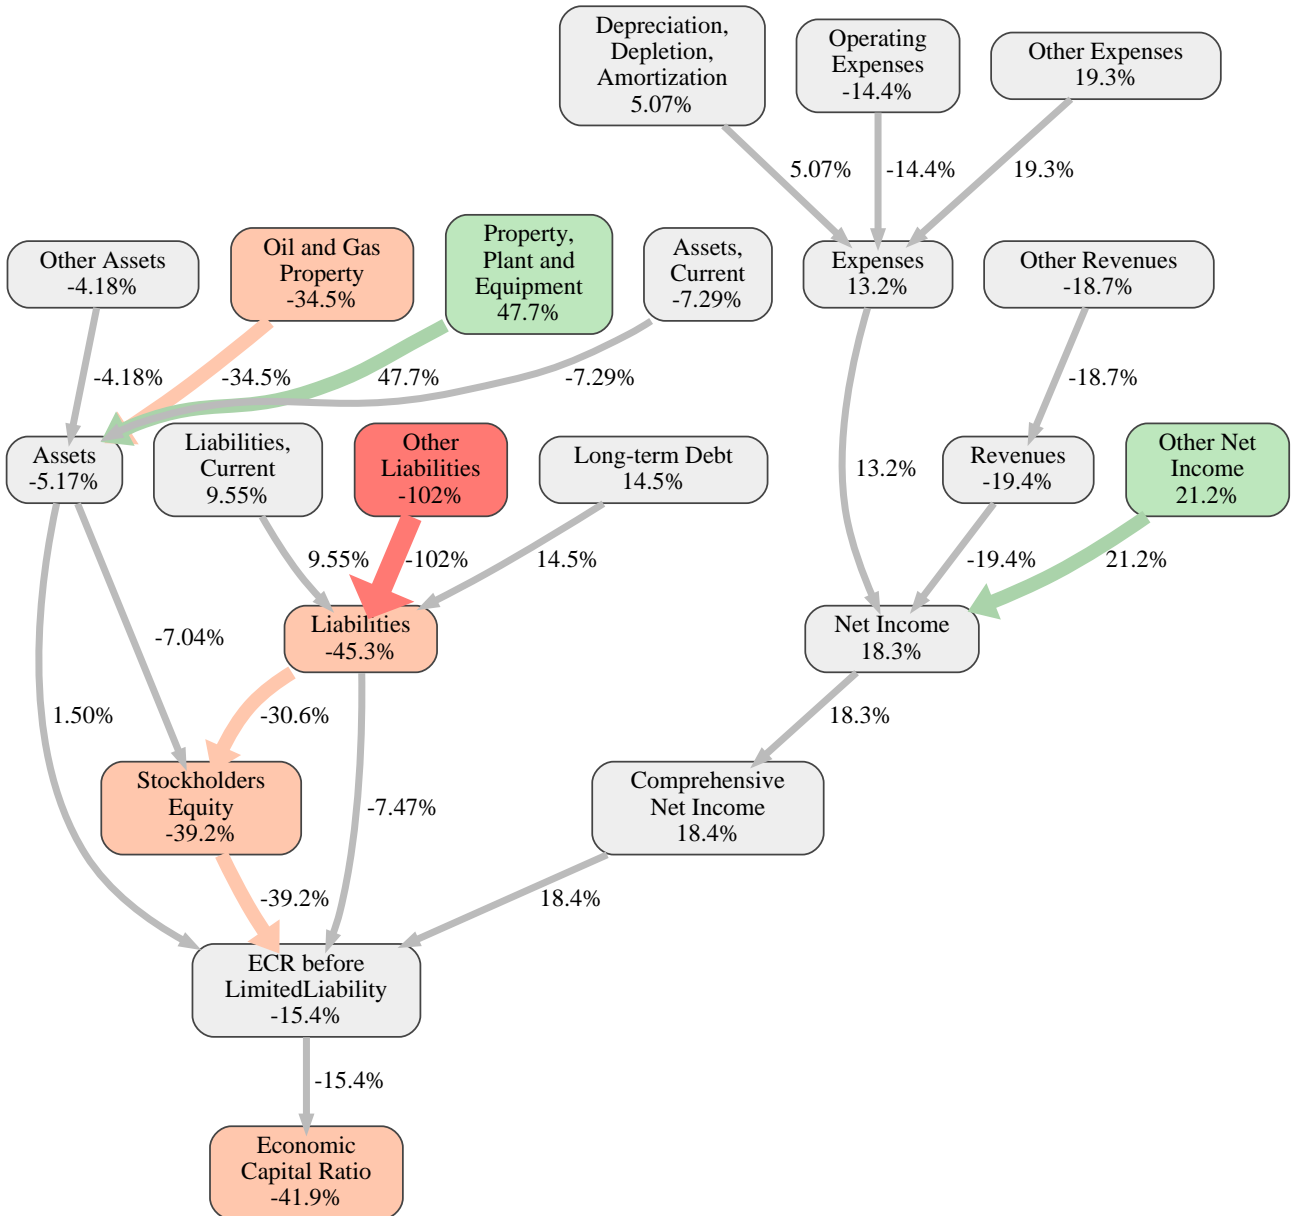 Depreciation,
Depletion,
Amortization
5.07%
Operating
Expenses
-14.4%
Other Expenses
19.3%
5.07%
-14.4%
19.3%
Other Assets
-4.18%
Oil and Gas
Property
-34.5%
Property,
Plant and
Equipment
47.7%
Assets,
Current
-7.29%
Expenses
13.2%
Other Revenues
-18.7%
-4.18%
-34.5%
47.7%
-7.29%
-18.7%
Assets
-5.17%
Liabilities,
Current
9.55%
Other
Liabilities
-102%
Long-term Debt
14.5%
13.2%
Revenues
-19.4%
Other Net
Income
21.2%
9.55%
-102%
14.5%
-19.4%
21.2%
Liabilities
-45.3%
Net Income
18.3%
-7.04%
1.50%
-30.6%
18.3%
Stockholders
Equity
-39.2%
-7.47%
Comprehensive
Net Income
18.4%
-39.2%
18.4%
ECR before
LimitedLiability
-15.4%
-15.4%
Economic
Capital Ratio
-41.9%